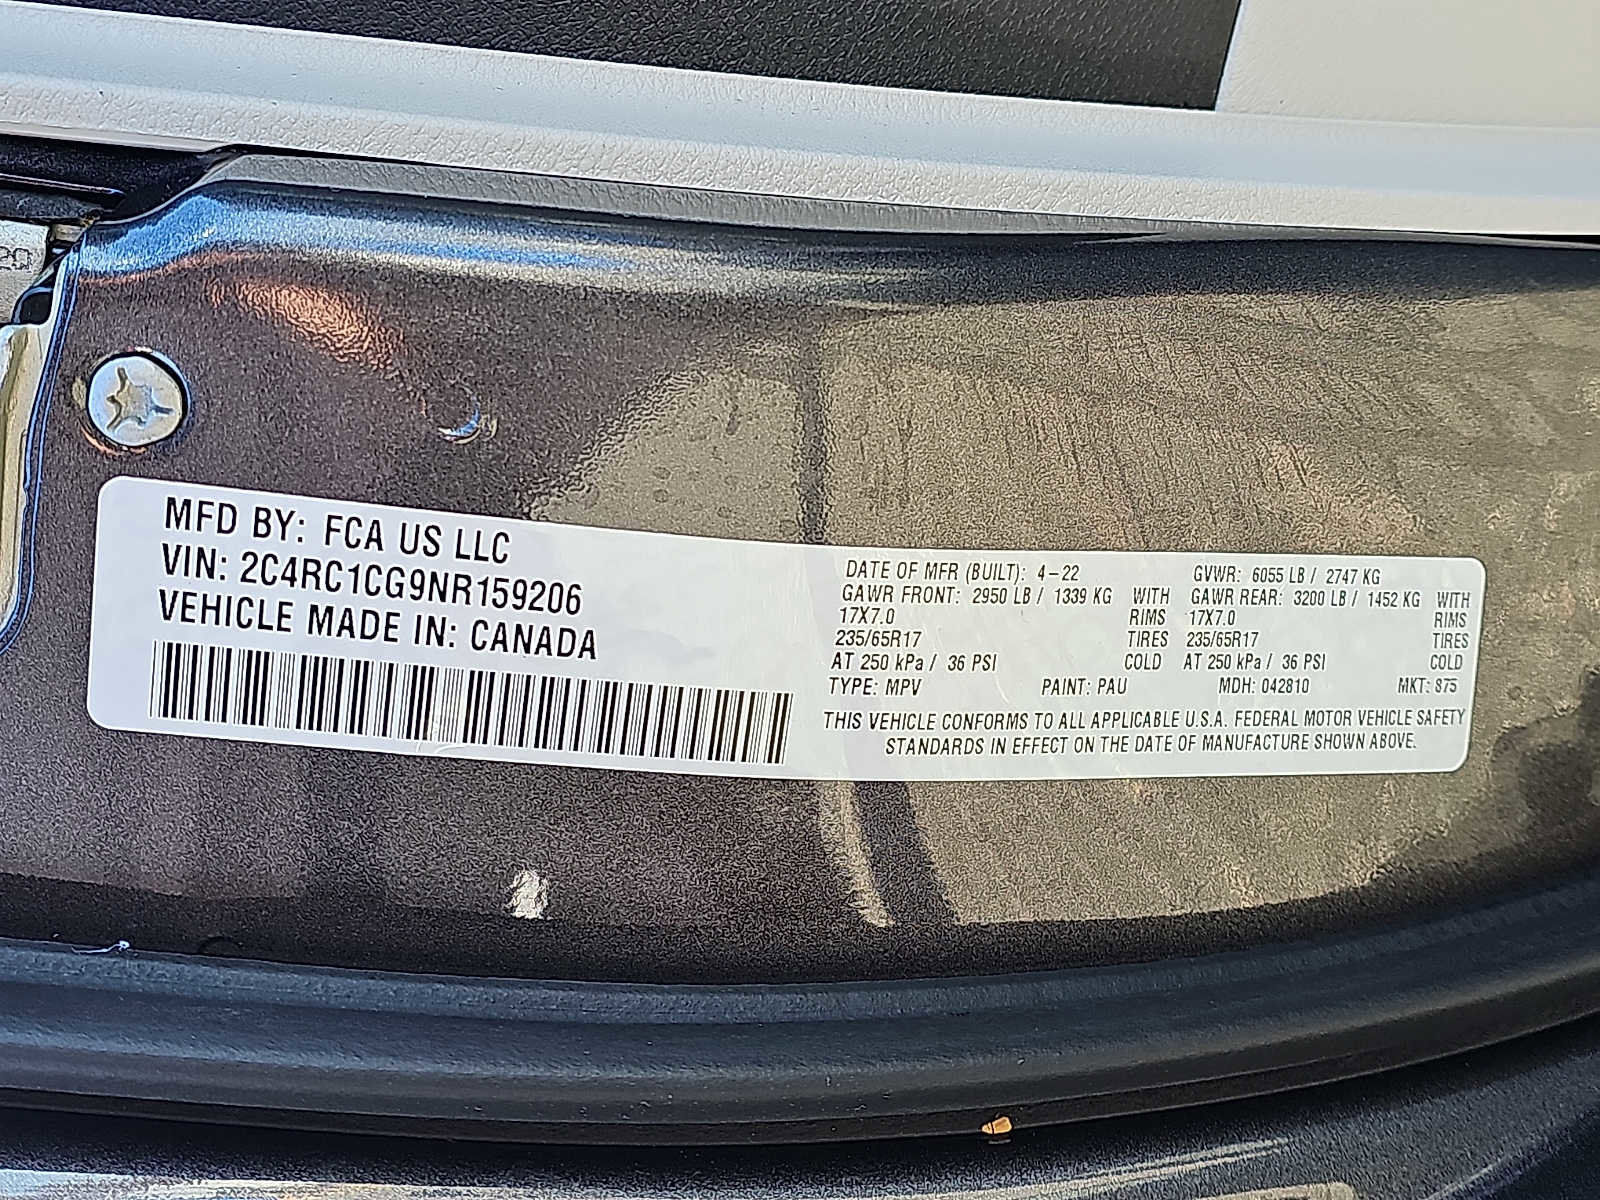 MFD BY: FCA US LLC
VIN: 2C4RC1CG9NR159206
VEHICLE MADE IN: CANADA
DATE OF MFR (BUILT): 4-22 GVWR: 6055 LB / 2747 KG
GAWR FRONT: 2950 LB / 1339 KG WITH GAWR REAR: 3200 LB / 1452 KG WITH
17X7.0 RIMS 17X7.0 RIMS
235/65R17 TIRES 235/65R17 TIRES
AT 250 kPa / 36 PSI COLD AT 250 kPa / 36 PSI COLD
TYPE: MPV PAINT: PAU MDH: 042810 MKT: 875
THIS VEHICLE CONFORMS TO ALL APPLICABLE U.S.A. FEDERAL MOTOR VEHICLE SAFETY
STANDARDS IN EFFECT ON THE DATE OF MANUFACTURE SHOWN ABOVE.